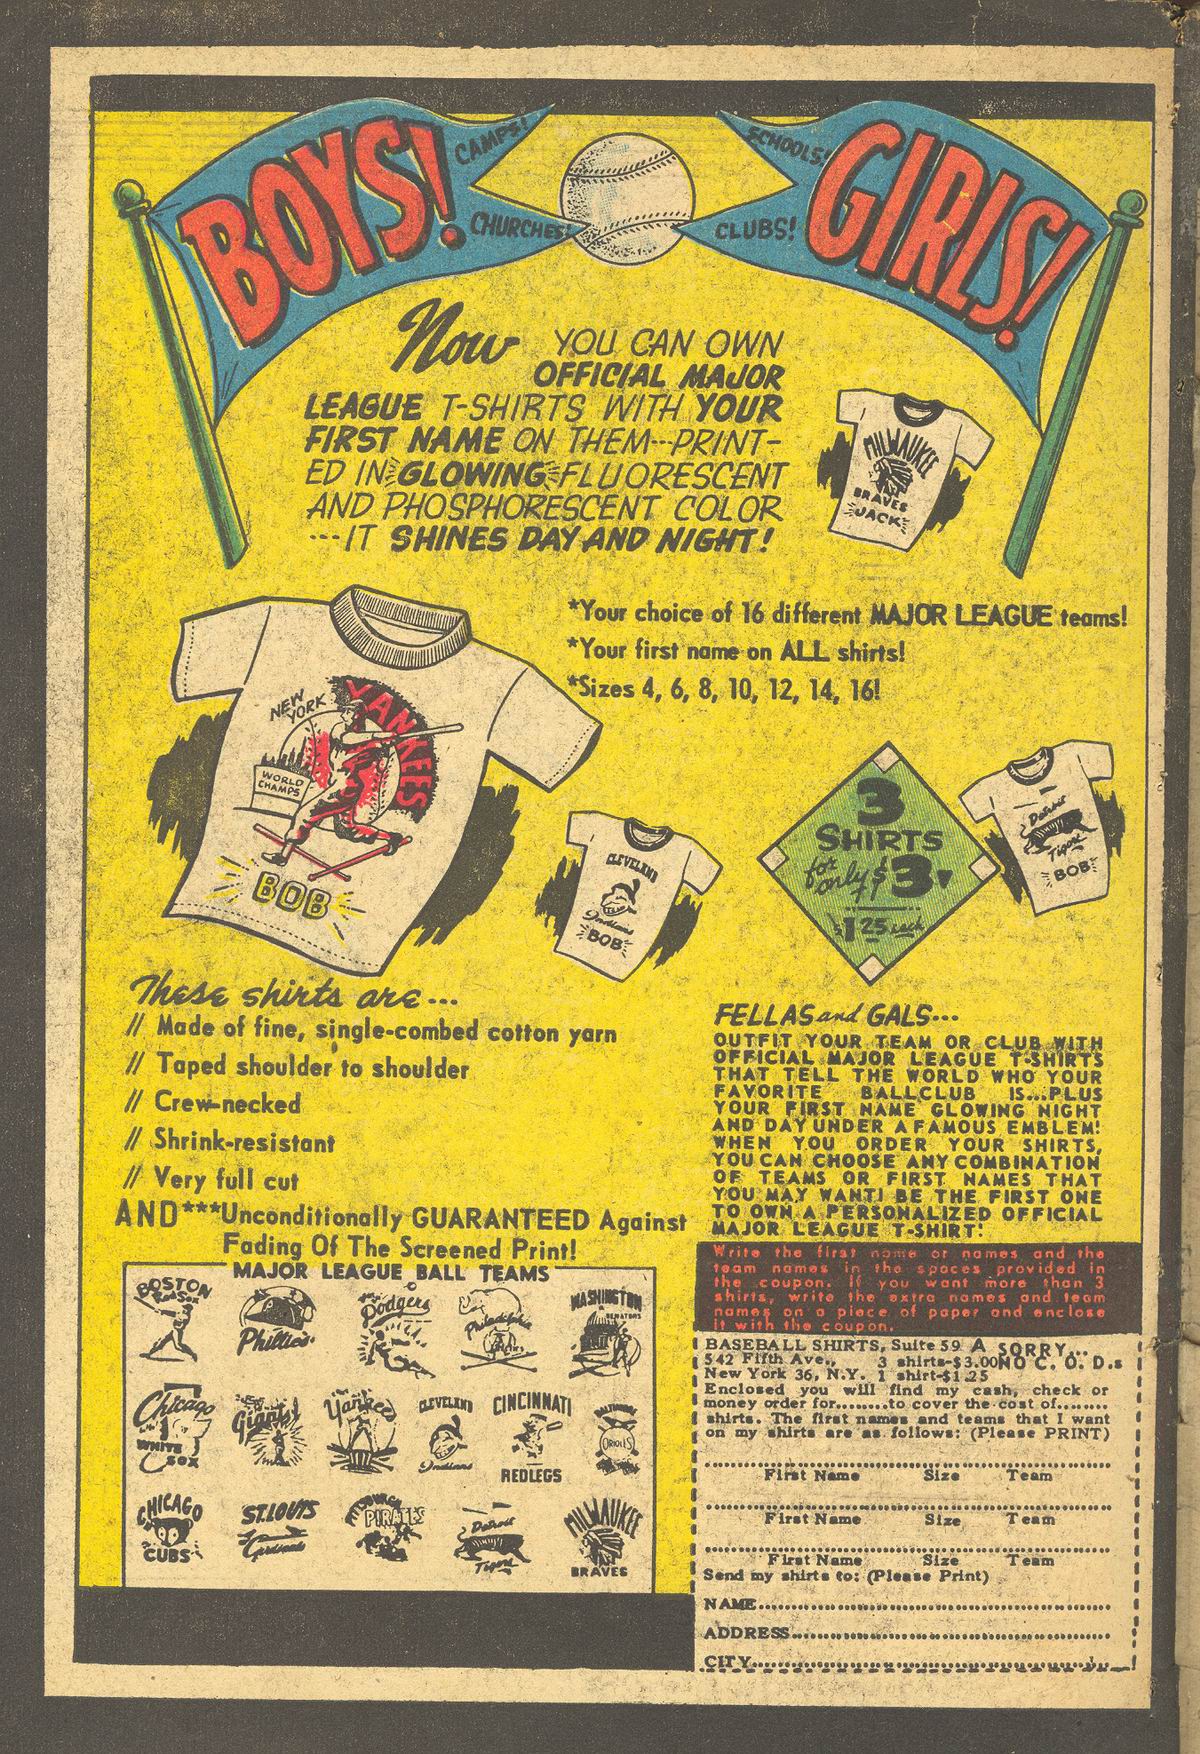 BOYS!
CAMPS!
CHURCHES!
SCHOOLS!
CLUBS!
GIRLS!
Now YOU CAN OWN
OFFICIAL MAJOR
LEAGUE T-SHIRTS WITH YOUR
FIRST NAME ON THEM---PRINT-
ED IN GLOWING FLUORESCENT
AND PHOSPHORESCENT COLOR
---IT SHINES DAY AND NIGHT!
MILWAUKEE
BRAVES
JACK
*Your choice of 16 different MAJOR LEAGUE teams!
*Your first name on ALL shirts!
*Sizes 4, 6, 8, 10, 12, 14, 16!
NEW
YORK
YANKEES
WORLD
CHAMPS
BOB
CLEVELAND
Indians
BOB
3
SHIRTS
for
only $3.
$1.25 each
Detroit
Tigers
BOB
These shirts are...
// Made of fine, single-combed cotton yarn
// Taped shoulder to shoulder
// Crew-necked
// Shrink-resistant
// Very full cut
AND***Unconditionally GUARANTEED Against
Fading Of The Screened Print!
FELLAS and GALS...
OUTFIT YOUR TEAM OR CLUB WITH
OFFICIAL MAJOR LEAGUE T-SHIRTS
THAT TELL THE WORLD WHO YOUR
FAVORITE BALLCLUB IS...PLUS
YOUR FIRST NAME GLOWING NIGHT
AND DAY UNDER A FAMOUS EMBLEM!
WHEN YOU ORDER YOUR SHIRTS,
YOU CAN CHOOSE ANY COMBINATION
OF TEAMS OR FIRST NAMES THAT
YOU MAY WANT! BE THE FIRST ONE
TO OWN A PERSONALIZED OFFICIAL
MAJOR LEAGUE T-SHIRT!
MAJOR LEAGUE BALL TEAMS
BOSTON
Red Sox
Phillies
Dodgers
Philadelphia
WASHINGTON
SENATORS
Chicago
WHITE
SOX
Giants
Yankees
CLEVELAND
Indians
CINCINNATI
REDLEGS
BALTIMORE
ORIOLES
CHICAGO
CUBS
ST. LOUIS
Cardinals
PITTSBURGH
PIRATES
Detroit
Tigers
MILWAUKEE
BRAVES
Write the first name or names and the
team names in the spaces provided in
the coupon. If you want more than 3
shirts, write the extra names and team
names on a piece of paper and enclose
it with the coupon.
BASEBALL SHIRTS, Suite 59 A SORRY...
542 Fifth Ave., 3 shirts-$3.00 NO C. O. D.s
New York 36, N.Y. 1 shirt-$1.25
Enclosed you will find my cash, check or
money order for.........to cover the cost of........
shirts. The first names and teams that I want
on my shirts are as follows: (Please PRINT)
First Name Size Team
First Name Size Team
First Name Size Team
Send my shirts to: (Please Print)
NAME
ADDRESS
CITY